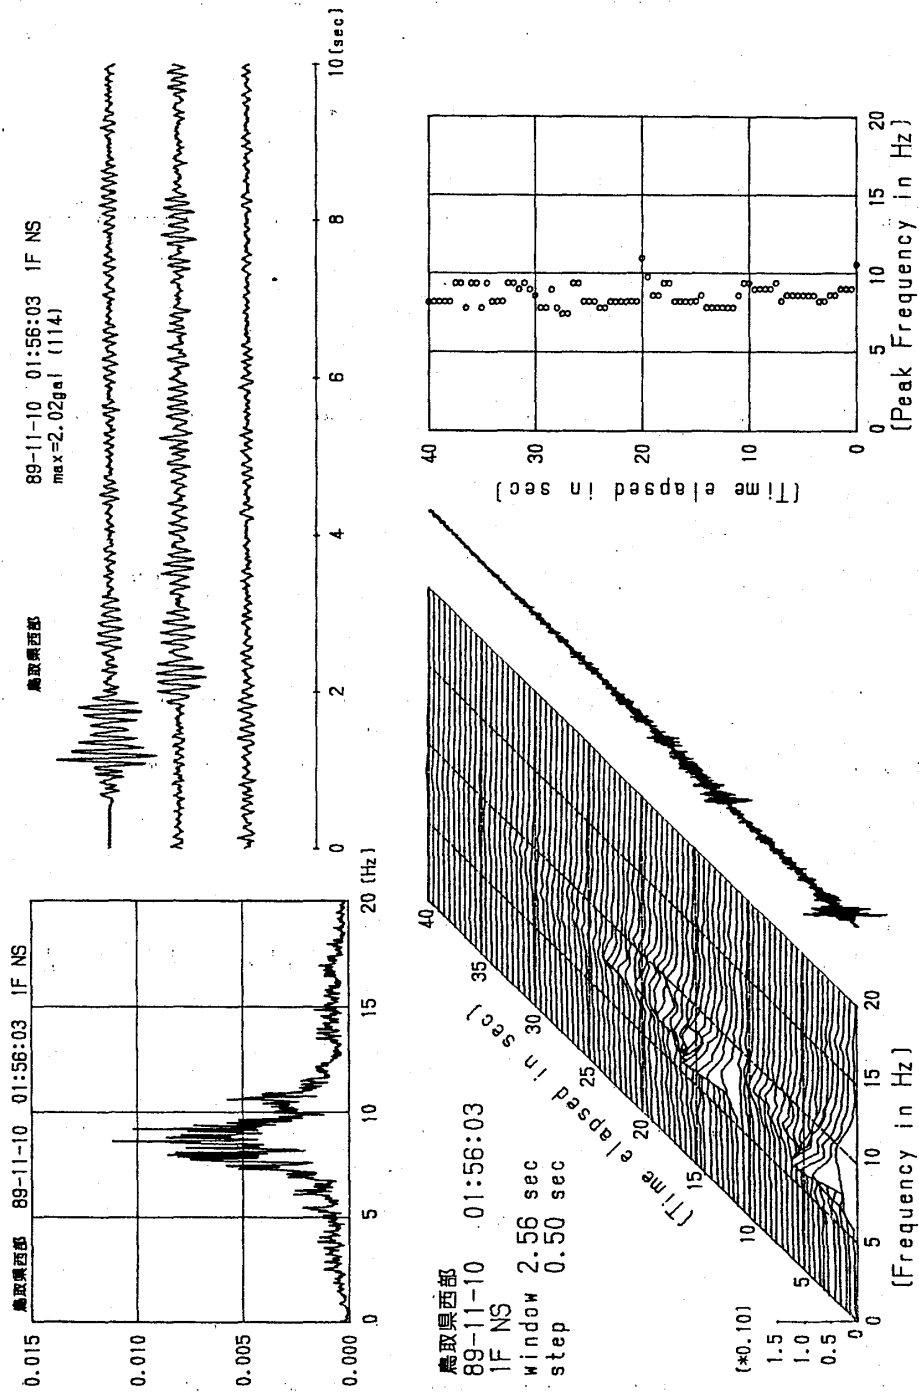 鳥取県西部 89-11-10 01:56:03 1F NS
0.015
0.010
0.005
0.000
0 5 10 15 20 [Hz]
鳥取県西部 89-11-10 01:56:03 1F NS
max=2.02gal (114)
0 2 4 6 8 10[sec]
鳥取県西部
89-11-10 01:56:03
1F NS
window 2.56 sec
step 0.50 sec
[*0.10]
1.5
1.0
0.5
0
5
10
15
20
25
30
35
40
[Time elapsed in sec]
0 5 10 15 20
[Frequency in Hz]
40
30
20
10
0
[Time elapsed in sec]
0 5 10 15 20
[Peak Frequency in Hz]